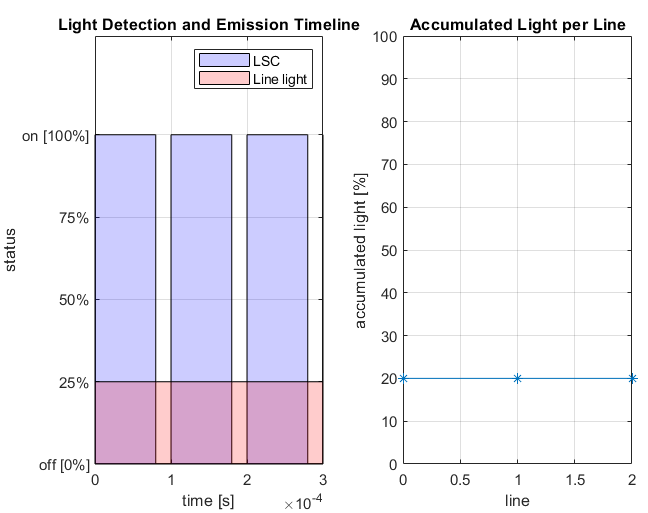 Light Detection and Emission Timeline
LSC
Line light
on [100%]
75%
50%
25%
off [0%]
status
0
1
2
3
time [s]
×10⁻⁴
Accumulated Light per Line
100
90
80
70
60
50
40
30
20
10
0
accumulated light [%]
0
0.5
1
1.5
2
line